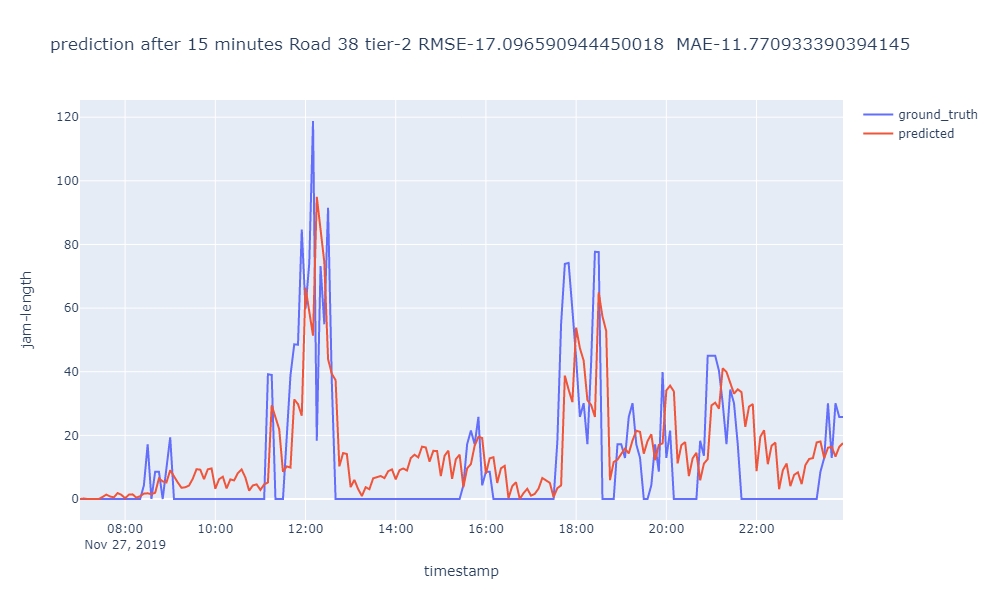 prediction after 15 minutes Road 38 tier-2 RMSE-17.096590944450018  MAE-11.770933390394145
ground_truth
predicted
120
100
80
60
40
20
0
jam-length
08:00 10:00 12:00 14:00 16:00 18:00 20:00 22:00
Nov 27, 2019
timestamp